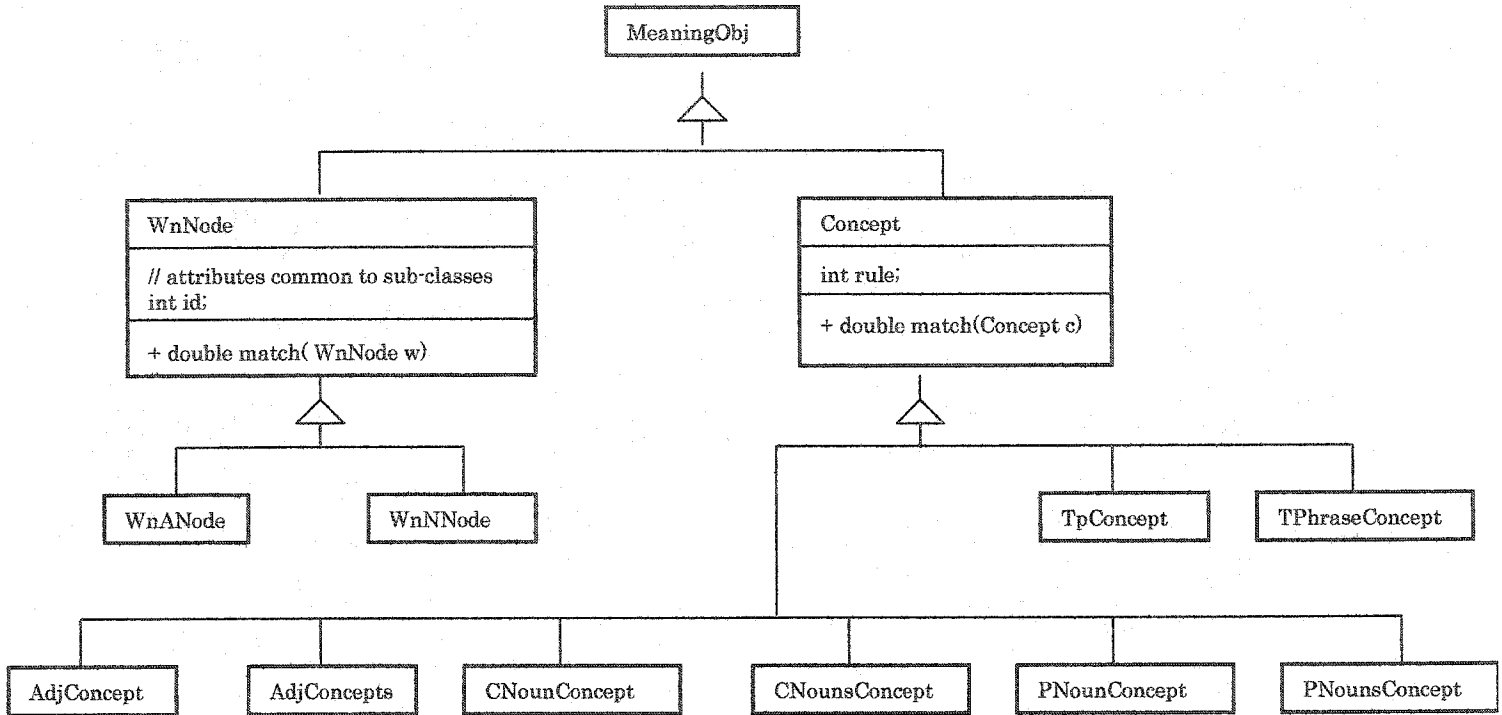 MeaningObj
WnNode
// attributes common to sub-classes
int id;
+ double match( WnNode w)
Concept
int rule;
+ double match(Concept c)
WnANode
WnNNode
TpConcept
TPhraseConcept
AdjConcept
AdjConcepts
CNounConcept
CNounsConcept
PNounConcept
PNounsConcept